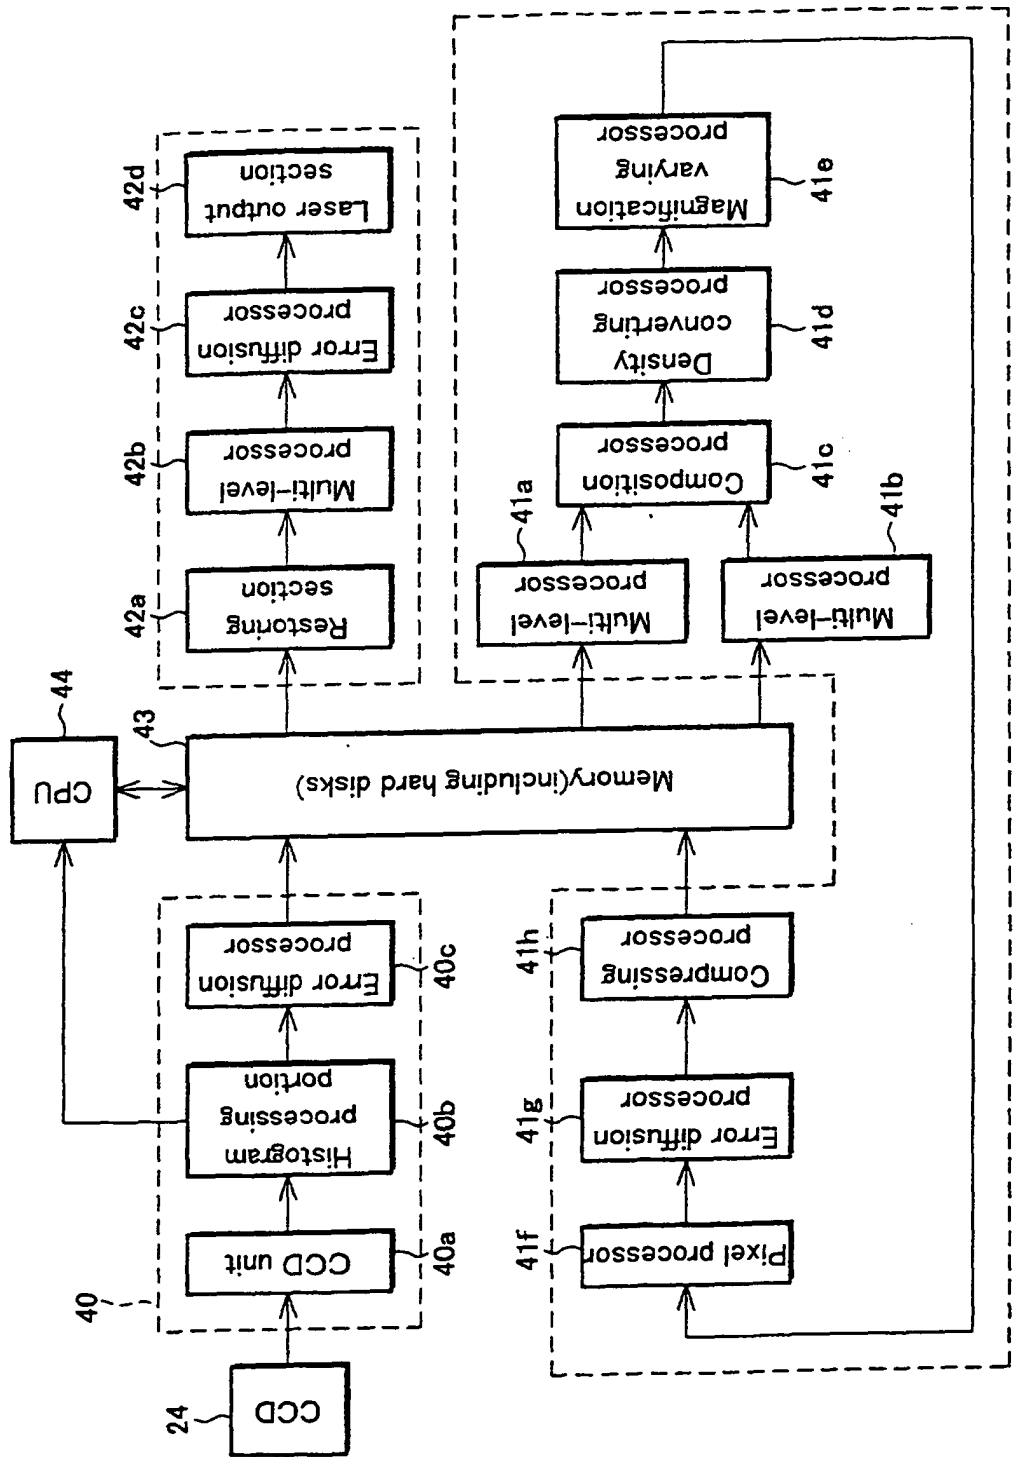 24
CCD
40
CCD unit
40a
Histogram
processing
portion
40b
Error diffusion
processor
40c
44
CPU
43
Memory(including hard disks)
42a
Restoring
section
42b
Multi-level
processor
42c
Error diffusion
processor
42d
Laser output
section
41a
Multi-level
processor
41b
Multi-level
processor
41c
Composition
processor
41d
Density
converting
processor
41e
Magnification
varying
processor
41f
Pixel processor
41g
Error diffusion
processor
41h
Compressing
processor